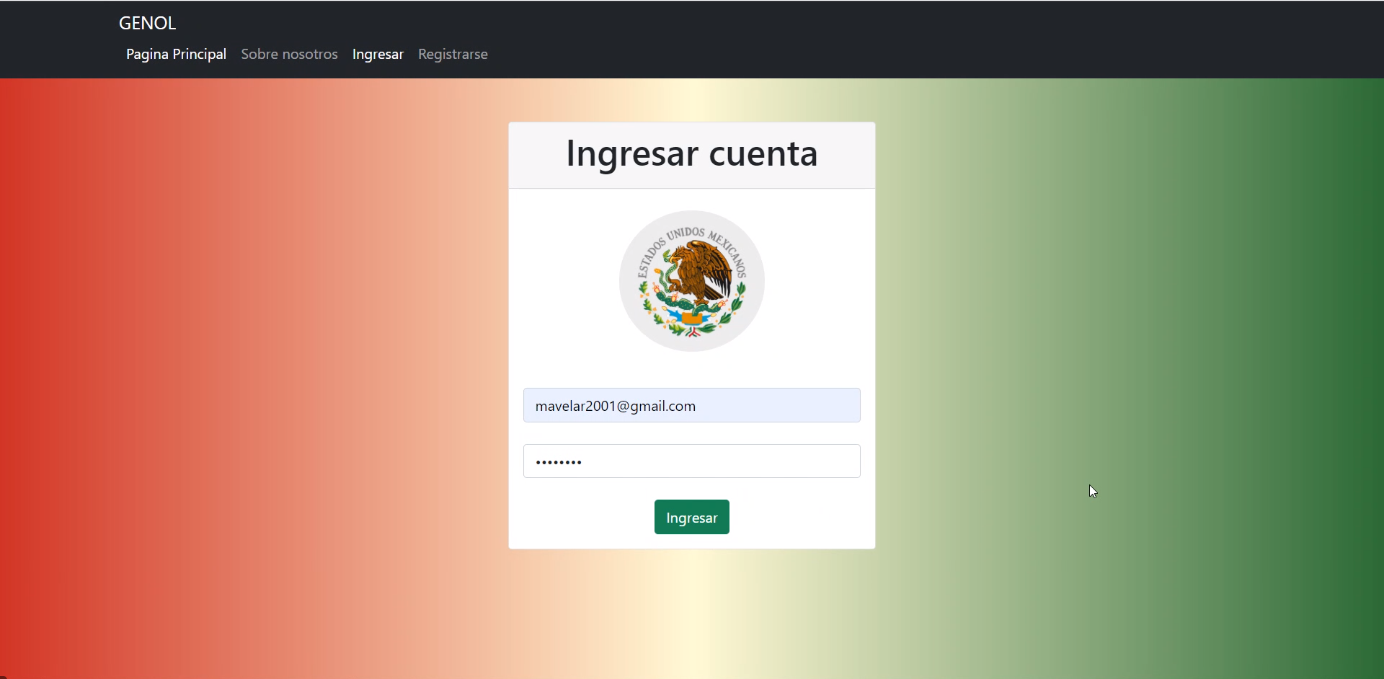 GENOL
Pagina Principal Sobre nosotros Ingresar Registrarse
Ingresar cuenta
ESTADOS UNIDOS MEXICANOS
mavelar2001@gmail.com
••••••••
Ingresar